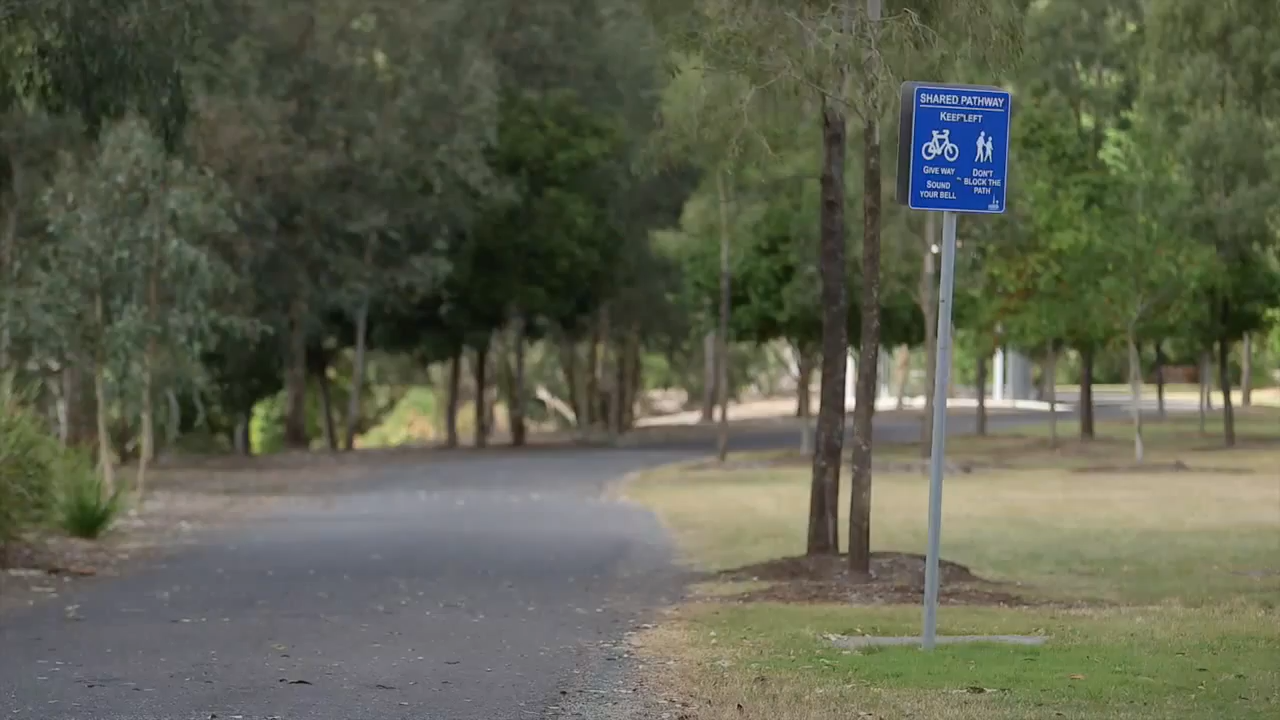 SHARED PATHWAY
KEEP LEFT
GIVE WAY
SOUND
YOUR BELL
DON'T
BLOCK THE
PATH